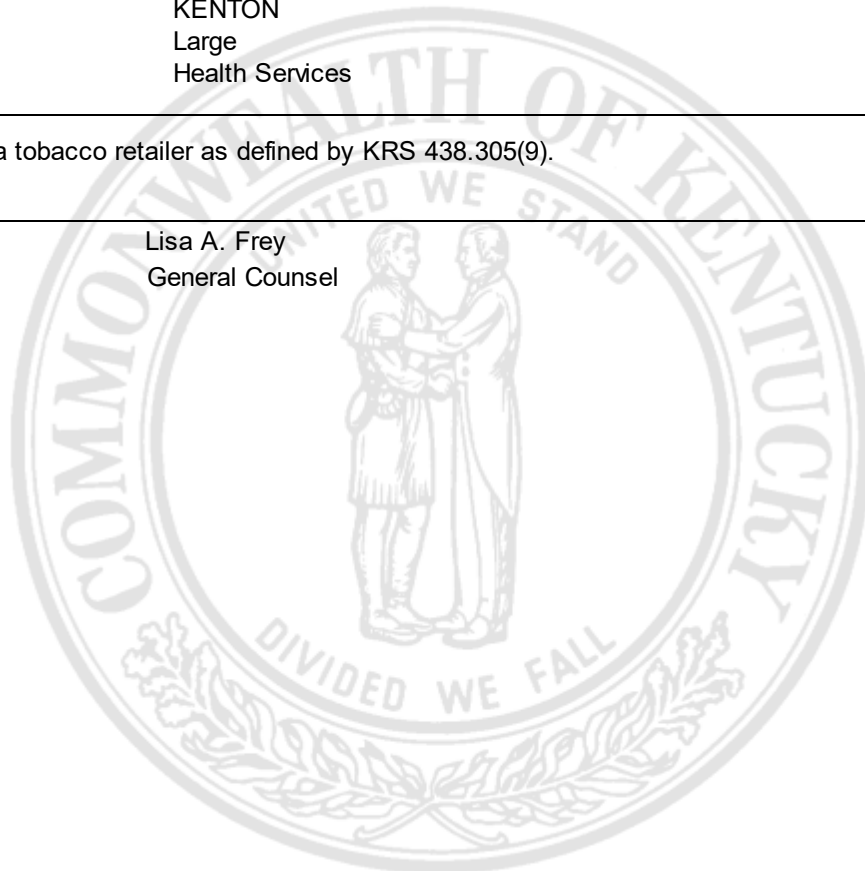 KENTON
Large
Health Services
a tobacco retailer as defined by KRS 438.305(9).
Lisa A. Frey
General Counsel
COMMONWEALTH OF KENTUCKY
UNITED WE STAND
DIVIDED WE FALL